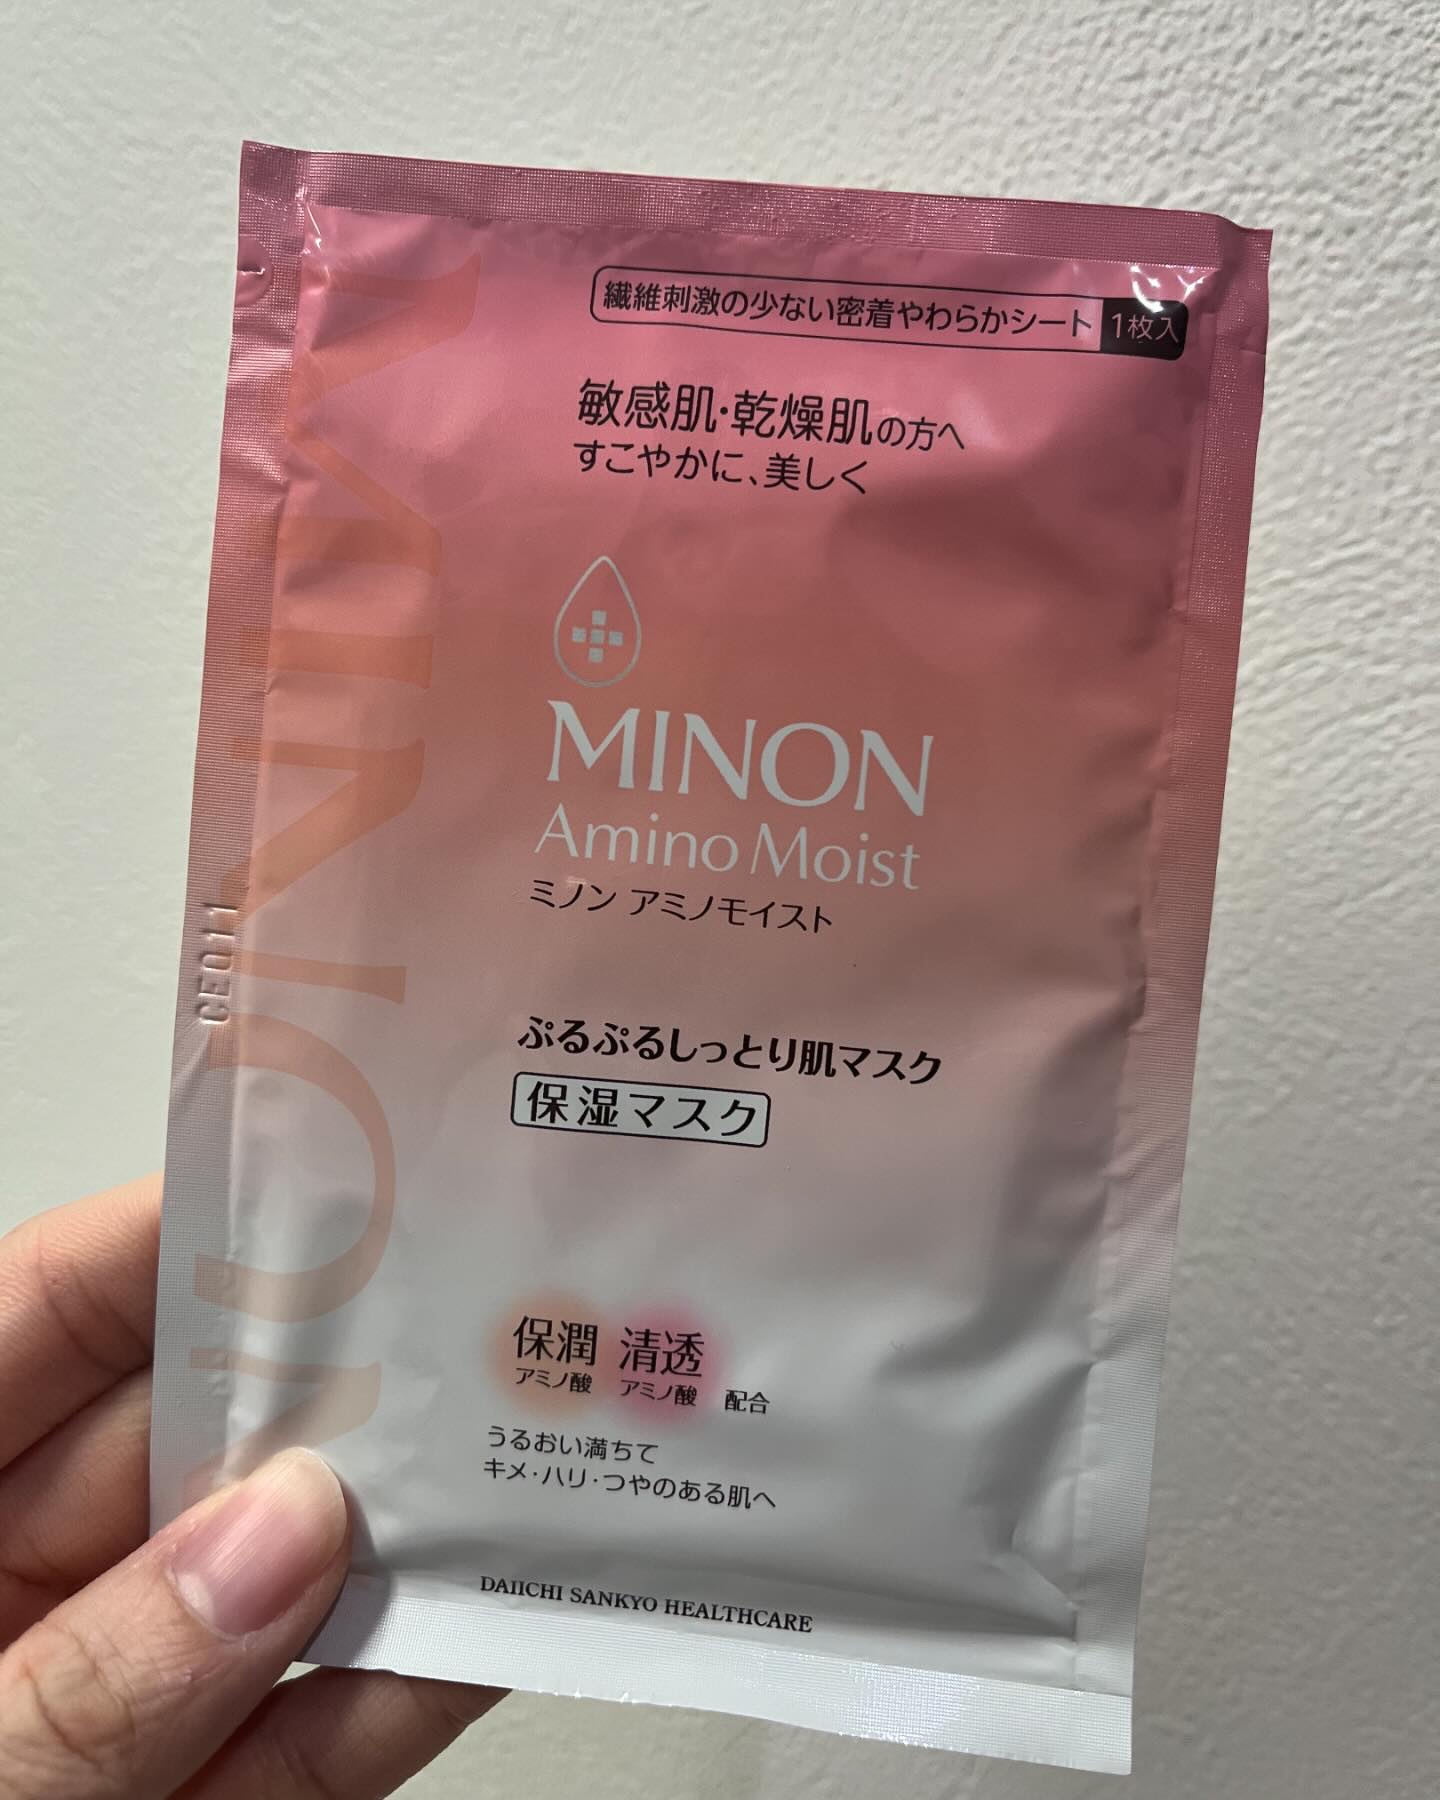 繊維刺激の少ない密着やわらかシート 1枚入
敏感肌・乾燥肌の方へ
すこやかに、美しく
MINON
Amino Moist
ミノン アミノモイスト
ぷるぷるしっとり肌マスク
保湿マスク
保潤 清透
アミノ酸 アミノ酸 配合
うるおい満ちて
キメ・ハリ・つやのある肌へ
DAIICHI SANKYO HEALTHCARE
MINON
CE011